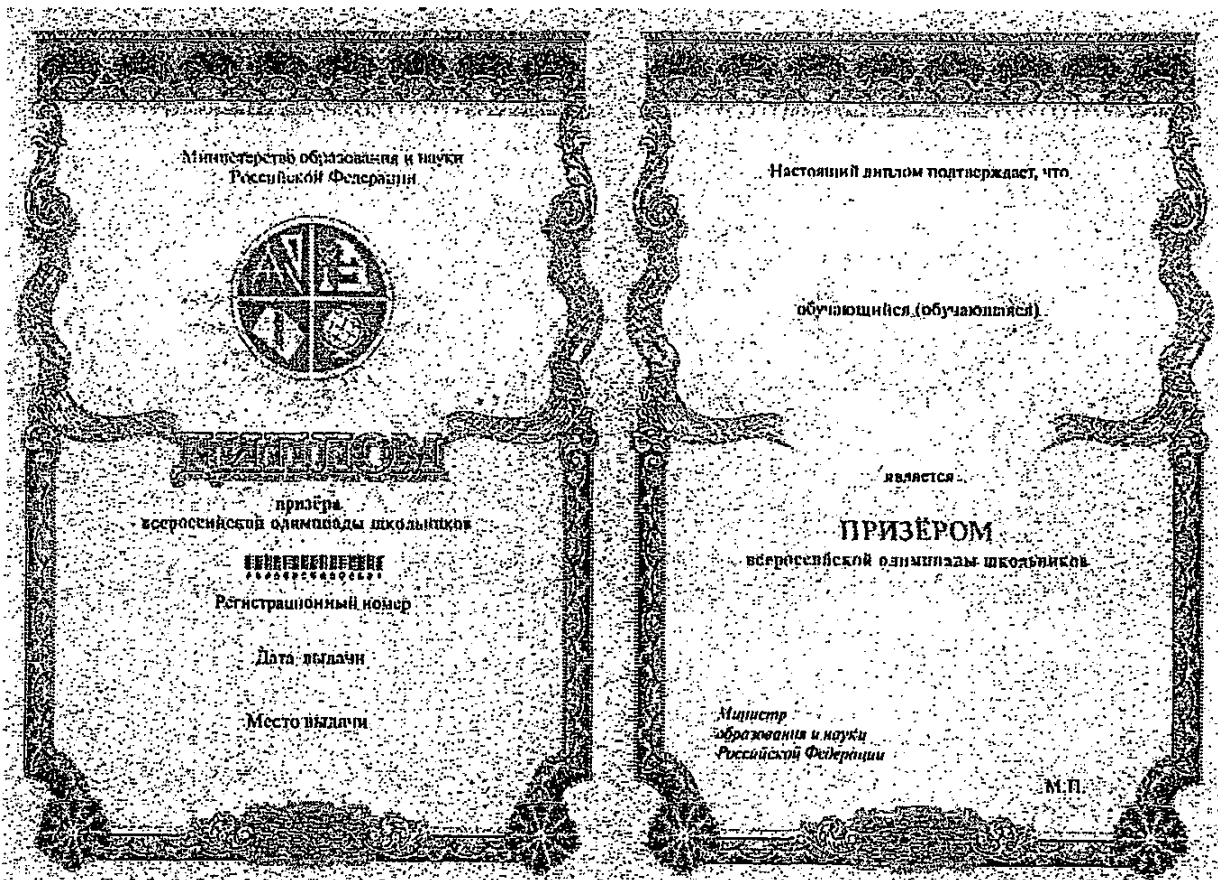 Министерство образования и науки
Российской Федерации
ДИПЛОМ
призёра
всероссийской олимпиады школьников
Регистрационный номер
Дата выдачи
Место выдачи
Настоящий диплом подтверждает, что
обучающийся (обучающаяся)
является
ПРИЗЁРОМ
всероссийской олимпиады школьников
Министр
образования и науки
Российской Федерации
М.П.